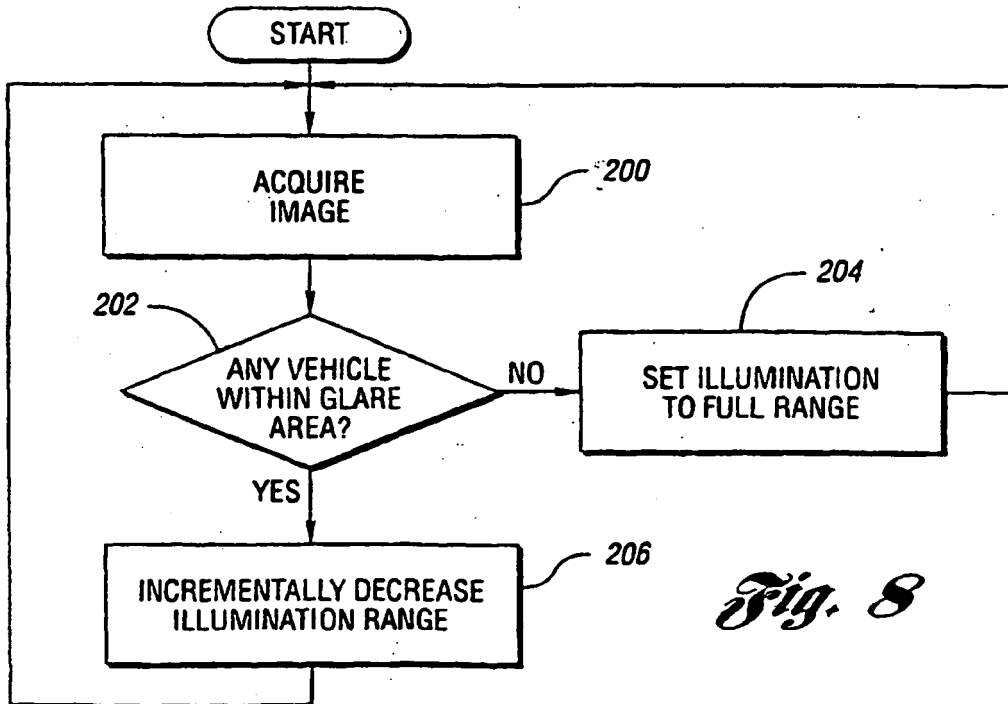 START
ACQUIRE
IMAGE
200
202
ANY VEHICLE
WITHIN GLARE
AREA?
NO
204
SET ILLUMINATION
TO FULL RANGE
YES
206
INCREMENTALLY DECREASE
ILLUMINATION RANGE
Fig. 8